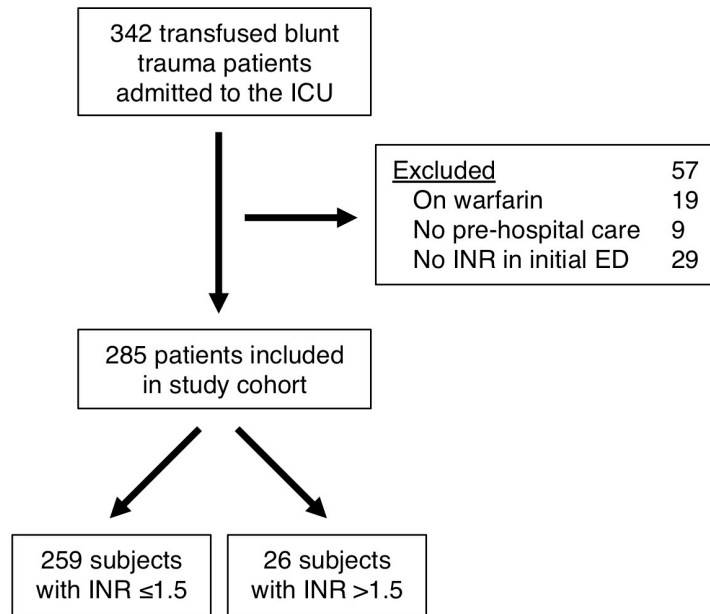 342 transfused blunt
trauma patients
admitted to the ICU
Excluded 57
On warfarin 19
No pre-hospital care 9
No INR in initial ED 29
285 patients included
in study cohort
259 subjects
with INR ≤1.5
26 subjects
with INR >1.5